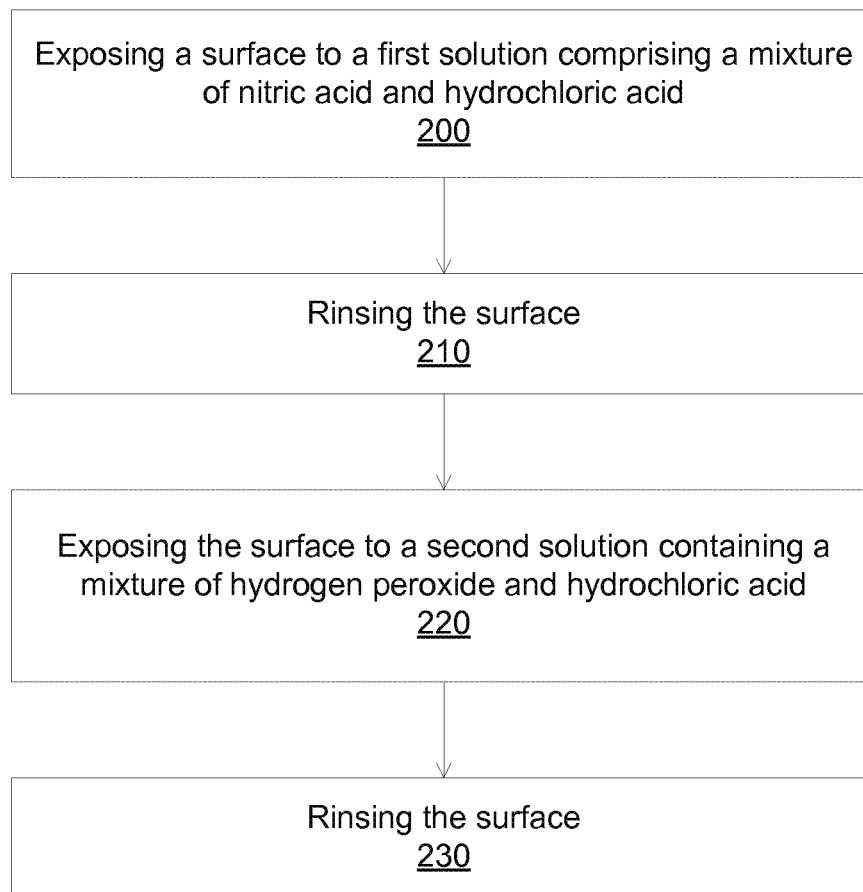 Exposing a surface to a first solution comprising a mixture
of nitric acid and hydrochloric acid
200
Rinsing the surface
210
Exposing the surface to a second solution containing a
mixture of hydrogen peroxide and hydrochloric acid
220
Rinsing the surface
230